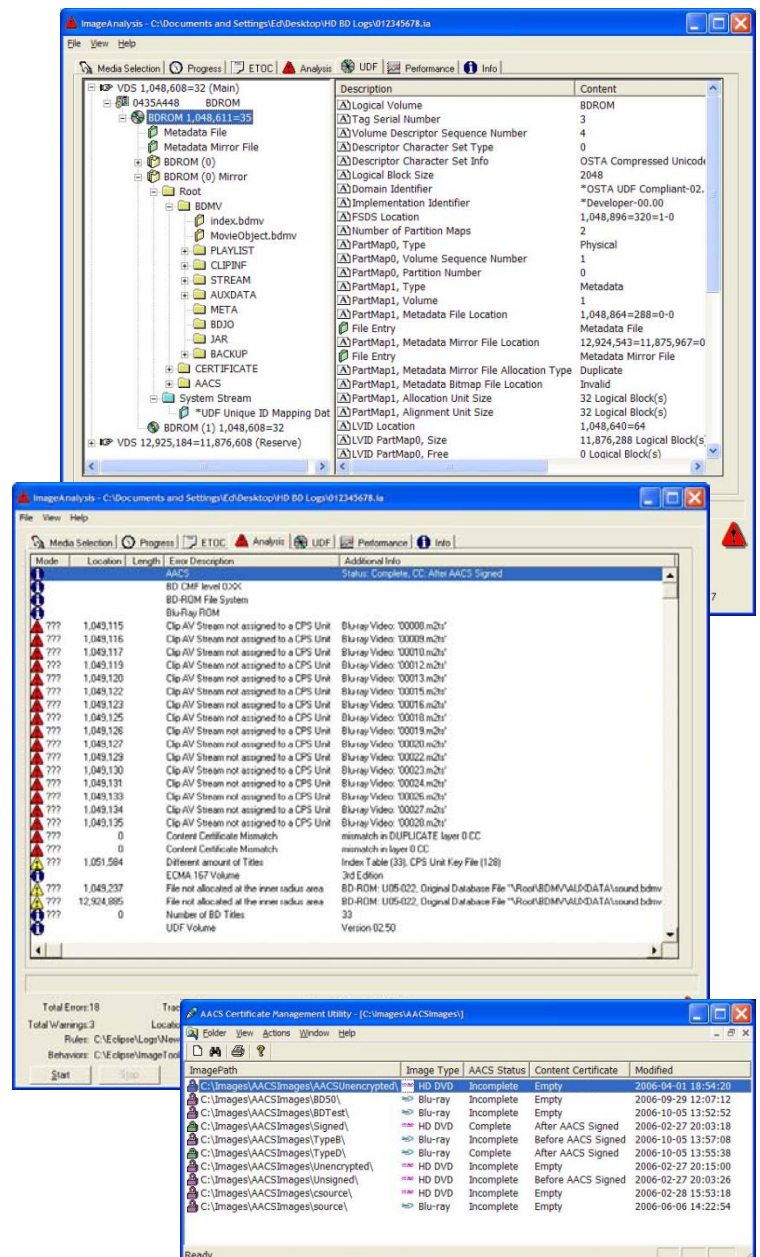 ImageAnalysis - C:\Documents and Settings\Ed\Desktop\HD BD Logs\012345678.ia
File View Help
Media Selection Progress ETOC Analysis UDF Performance Info
VDS 1,048,608=32 (Main)
0435A448 BDROM
BDROM 1,048,611=35
Metadata File
Metadata Mirror File
BDROM (0)
BDROM (0) Mirror
Root
BDMV
index.bdmv
MovieObject.bdmv
PLAYLIST
CLIPINF
STREAM
AUXDATA
META
BDJO
JAR
BACKUP
CERTIFICATE
AACS
System Stream
*UDF Unique ID Mapping Dat
BDROM (1) 1,048,608=32
VDS 12,925,184=11,876,608 (Reserve)
Description Content
Logical Volume BDROM
Tag Serial Number 3
Volume Descriptor Sequence Number 4
Descriptor Character Set Type 0
Descriptor Character Set Info OSTA Compressed Unicode
Logical Block Size 2048
Domain Identifier *OSTA UDF Compliant-02.
Implementation Identifier *Developer-00.00
FSDS Location 1,048,896=320=1-0
Number of Partition Maps 2
PartMap0, Type Physical
PartMap0, Volume Sequence Number 1
PartMap0, Partition Number 0
PartMap1, Type Metadata
PartMap1, Volume 1
PartMap1, Metadata File Location 1,048,864=288=0-0
File Entry Metadata File
PartMap1, Metadata Mirror File Location 12,924,543=11,875,967=0
File Entry Metadata Mirror File
PartMap1, Metadata Mirror File Allocation Type Duplicate
PartMap1, Metadata Bitmap File Location Invalid
PartMap1, Allocation Unit Size 32 Logical Block(s)
PartMap1, Alignment Unit Size 32 Logical Block(s)
LVID Location 1,048,640=64
LVID PartMap0, Size 11,876,288 Logical Block(s
LVID PartMap0, Free 0 Logical Block(s)
7
ImageAnalysis - C:\Documents and Settings\Ed\Desktop\HD BD Logs\012345678.ia
File View Help
Media Selection Progress ETOC Analysis UDF Performance Info
Mode Location Length Error Description Additional Info
AACS Status: Complete, CC: After AACS Signed
BD CMF level 0.XX
BD-ROM File System
Blu-Ray ROM
??? 1,049,115 Clip AV Stream not assigned to a CPS Unit Blu-ray Video: '00008.m2ts'
??? 1,049,116 Clip AV Stream not assigned to a CPS Unit Blu-ray Video: '00009.m2ts'
??? 1,049,117 Clip AV Stream not assigned to a CPS Unit Blu-ray Video: '00010.m2ts'
??? 1,049,119 Clip AV Stream not assigned to a CPS Unit Blu-ray Video: '00012.m2ts'
??? 1,049,120 Clip AV Stream not assigned to a CPS Unit Blu-ray Video: '00013.m2ts'
??? 1,049,122 Clip AV Stream not assigned to a CPS Unit Blu-ray Video: '00015.m2ts'
??? 1,049,123 Clip AV Stream not assigned to a CPS Unit Blu-ray Video: '00016.m2ts'
??? 1,049,125 Clip AV Stream not assigned to a CPS Unit Blu-ray Video: '00018.m2ts'
??? 1,049,126 Clip AV Stream not assigned to a CPS Unit Blu-ray Video: '00019.m2ts'
??? 1,049,127 Clip AV Stream not assigned to a CPS Unit Blu-ray Video: '00020.m2ts'
??? 1,049,129 Clip AV Stream not assigned to a CPS Unit Blu-ray Video: '00022.m2ts'
??? 1,049,130 Clip AV Stream not assigned to a CPS Unit Blu-ray Video: '00023.m2ts'
??? 1,049,131 Clip AV Stream not assigned to a CPS Unit Blu-ray Video: '00024.m2ts'
??? 1,049,133 Clip AV Stream not assigned to a CPS Unit Blu-ray Video: '00026.m2ts'
??? 1,049,134 Clip AV Stream not assigned to a CPS Unit Blu-ray Video: '00027.m2ts'
??? 1,049,135 Clip AV Stream not assigned to a CPS Unit Blu-ray Video: '00028.m2ts'
??? 0 Content Certificate Mismatch mismatch in DUPLICATE layer 0 CC
??? 0 Content Certificate Mismatch mismatch in layer 0 CC
??? 1,051,584 Different amount of Titles Index Table (33), CPS Unit Key File (128)
ECMA 167 Volume 3rd Edition
??? 1,049,237 File not allocated at the inner radius area BD-ROM: U05-022, Original Database File "\Root\BDMV\AUXDATA\sound.bdmv
??? 12,924,885 File not allocated at the inner radius area BD-ROM: U05-022, Original Database File "\Root\BDMV\AUXDATA\sound.bdmv
??? 0 Number of BD Titles 33
UDF Volume Version 02.50
Total Errors: 18 Trac
Total Warnings: 3 Locatio
Rules: C:\Eclipse\Logs\New
Behaviors: C:\Eclipse\ImageTool
Start Stop
AACS Certificate Management Utility - [C:\Images\AACSImages\]
Folder View Actions Window Help
ImagePath Image Type AACS Status Content Certificate Modified
C:\Images\AACSImages\AACSUnencrypted\ HD DVD Incomplete Empty 2006-04-01 18:54:20
C:\Images\AACSImages\BD50\ Blu-ray Incomplete Empty 2006-09-29 12:07:12
C:\Images\AACSImages\BDTest\ Blu-ray Incomplete Empty 2006-10-05 13:52:52
C:\Images\AACSImages\Signed\ HD DVD Complete After AACS Signed 2006-02-27 20:03:18
C:\Images\AACSImages\TypeB\ Blu-ray Incomplete Before AACS Signed 2006-10-05 13:57:08
C:\Images\AACSImages\TypeD\ Blu-ray Complete After AACS Signed 2006-10-05 13:55:38
C:\Images\AACSImages\Unencrypted\ HD DVD Incomplete Empty 2006-02-27 20:15:00
C:\Images\AACSImages\Unsigned\ HD DVD Incomplete Before AACS Signed 2006-02-27 20:03:26
C:\Images\AACSImages\csource\ HD DVD Incomplete Empty 2006-02-28 15:53:18
C:\Images\AACSImages\source\ Blu-ray Incomplete Empty 2006-06-06 14:22:54
Ready